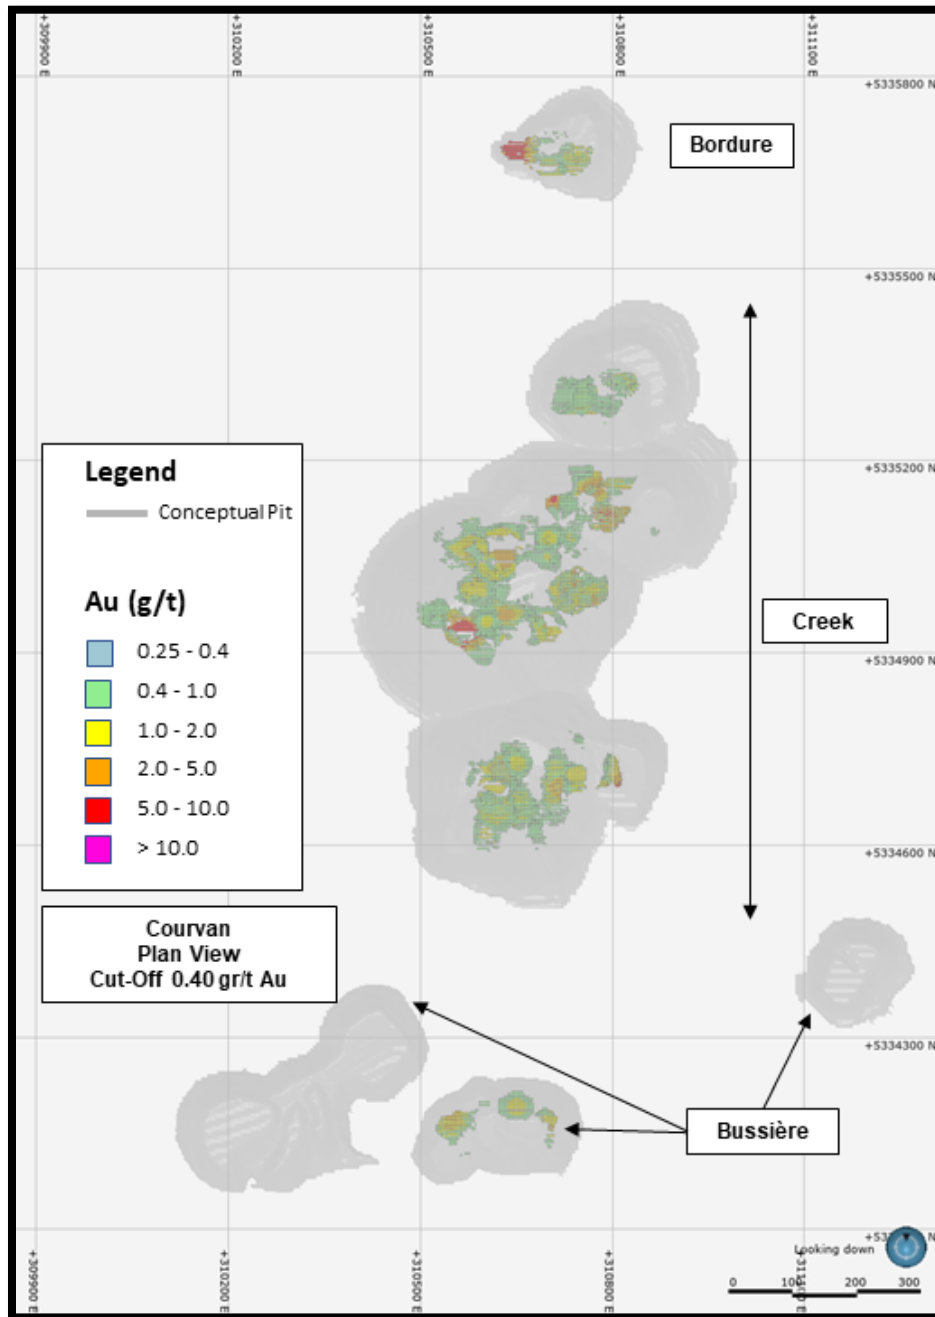 +309900 E
+310200 E
+310500 E
+310800 E
+311100 E
+5335800 N
Bordure
+5335500 N
+5335200 N
Legend
Conceptual Pit
Au (g/t)
0.25 - 0.4
0.4 - 1.0
1.0 - 2.0
2.0 - 5.0
5.0 - 10.0
> 10.0
Creek
+5334900 N
+5334600 N
Courvan
Plan View
Cut-Off 0.40 gr/t Au
+5334300 N
Bussière
N
Looking down
0 100 200 300
+309900 E
+310200 E
+310500 E
+310800 E